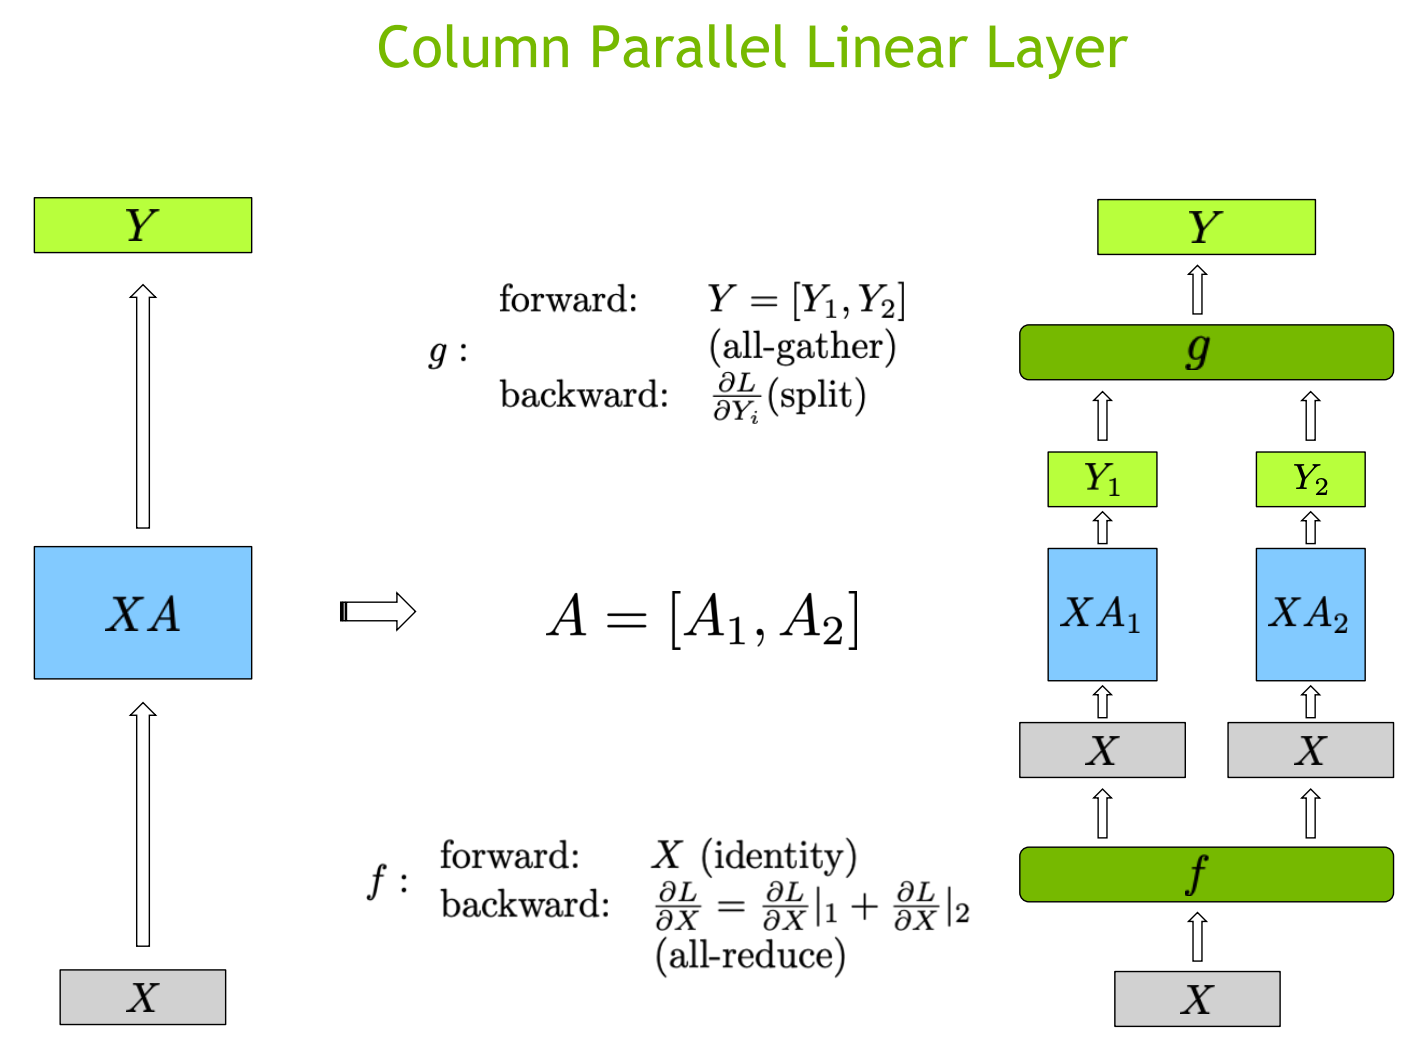 Column Parallel Linear Layer
Y
XA
X
g :
forward: Y = [Y₁, Y₂]
(all-gather)
backward: ∂L/∂Yᵢ (split)
A = [A₁, A₂]
f :
forward: X (identity)
backward: ∂L/∂X = ∂L/∂X|₁ + ∂L/∂X|₂
(all-reduce)
Y
g
Y₁ Y₂
XA₁ XA₂
X X
f
X